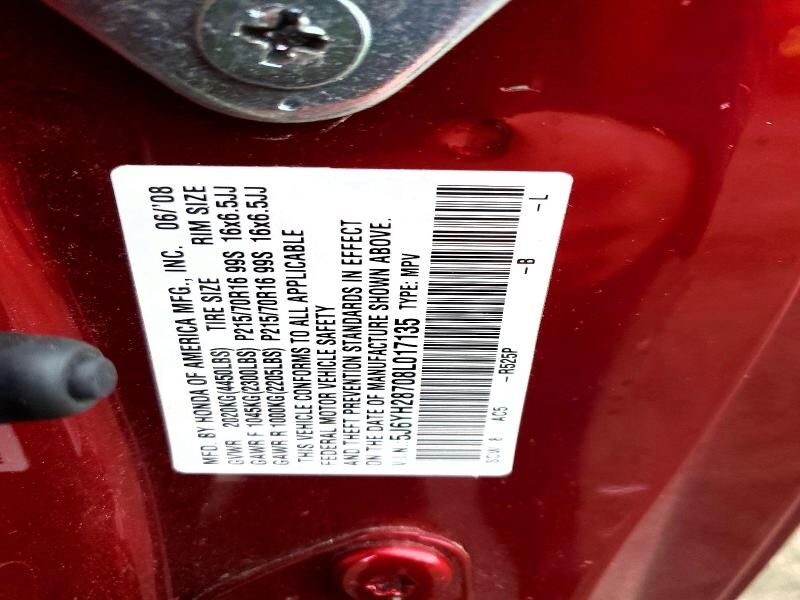 MFD. BY HONDA OF AMERICA MFG., INC. 06/'08
GVWR 2020KG(4450LBS) TIRE SIZE RIM SIZE
GAWR F 1045KG(2300LBS) P215/70R16 99S 16x6.5JJ
GAWR R 1000KG(2205LBS) P215/70R16 99S 16x6.5JJ
THIS VEHICLE CONFORMS TO ALL APPLICABLE
FEDERAL MOTOR VEHICLE SAFETY
AND THEFT PREVENTION STANDARDS IN EFFECT
ON THE DATE OF MANUFACTURE SHOWN ABOVE.
V.I.N. 5J6YH28708L017135 TYPE: MPV
SCW 8 AC5 -R525P -B -L